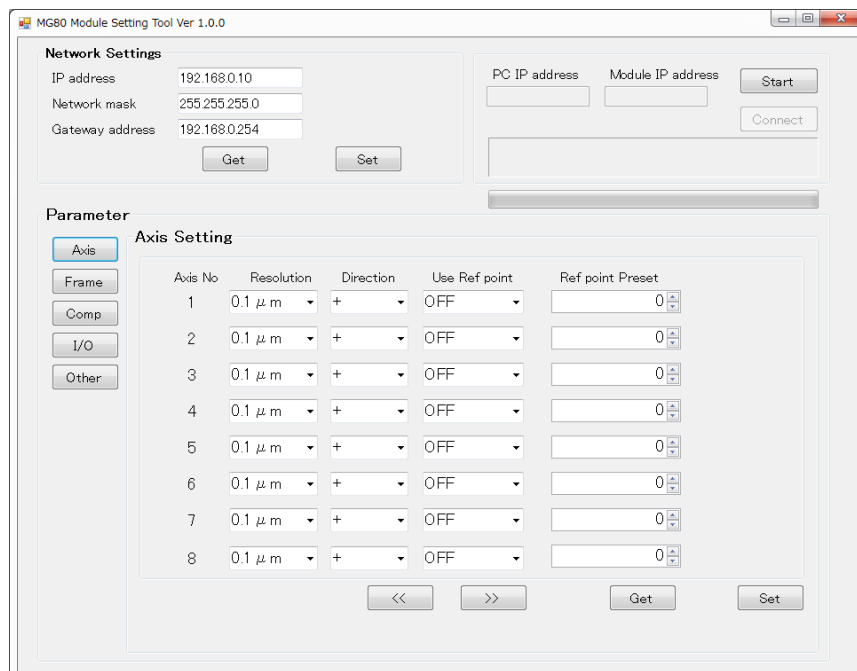 MG80 Module Setting Tool Ver 1.0.0
Network Settings
IP address 192.168.0.10
Network mask 255.255.255.0
Gateway address 192.168.0.254
Get Set
PC IP address Module IP address Start
Connect
Parameter
Axis
Frame
Comp
I/O
Other
Axis Setting
Axis No Resolution Direction Use Ref point Ref point Preset
1 0.1 μm + OFF 0
2 0.1 μm + OFF 0
3 0.1 μm + OFF 0
4 0.1 μm + OFF 0
5 0.1 μm + OFF 0
6 0.1 μm + OFF 0
7 0.1 μm + OFF 0
8 0.1 μm + OFF 0
<< >> Get Set